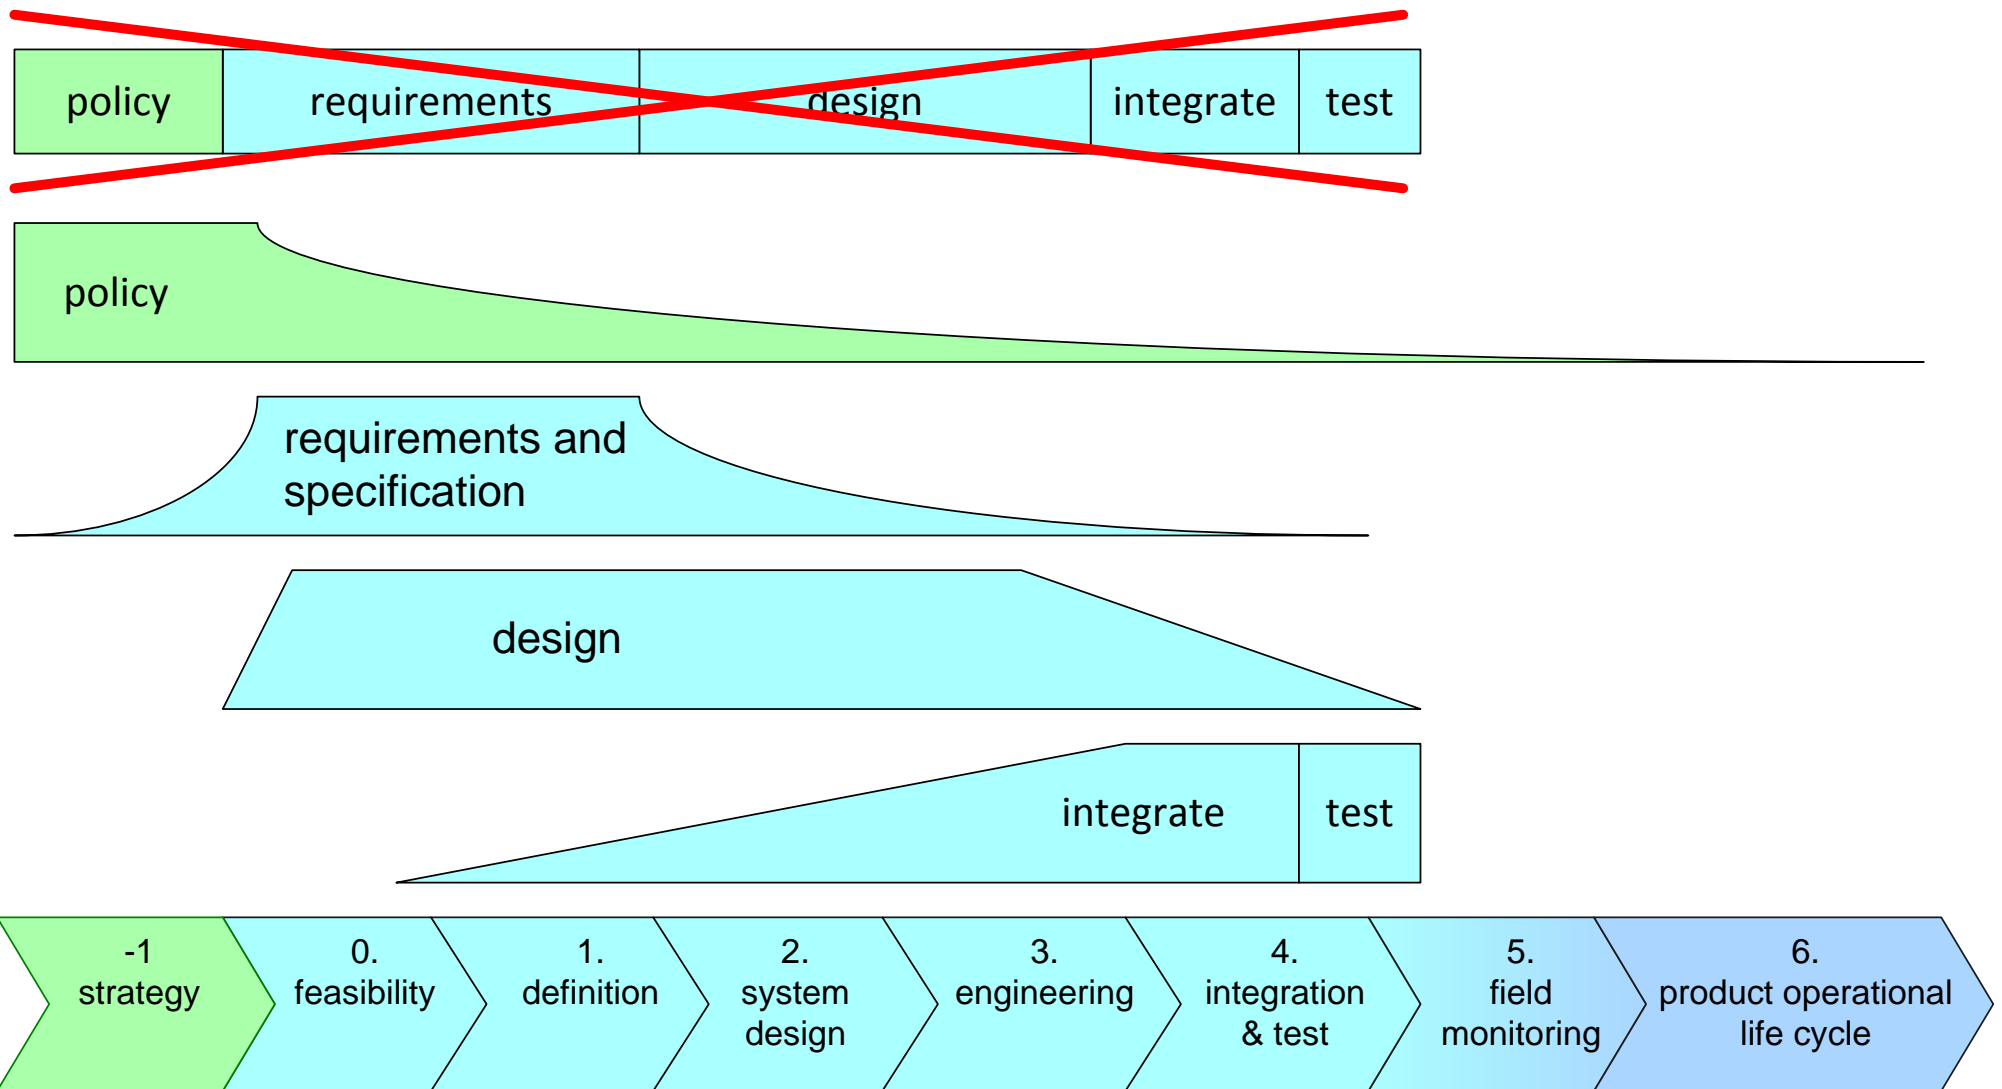 policy requirements design integrate test
policy
requirements and
specification
design
integrate test
-1
strategy
0.
feasibility
1.
definition
2.
system
design
3.
engineering
4.
integration
& test
5.
field
monitoring
6.
product operational
life cycle